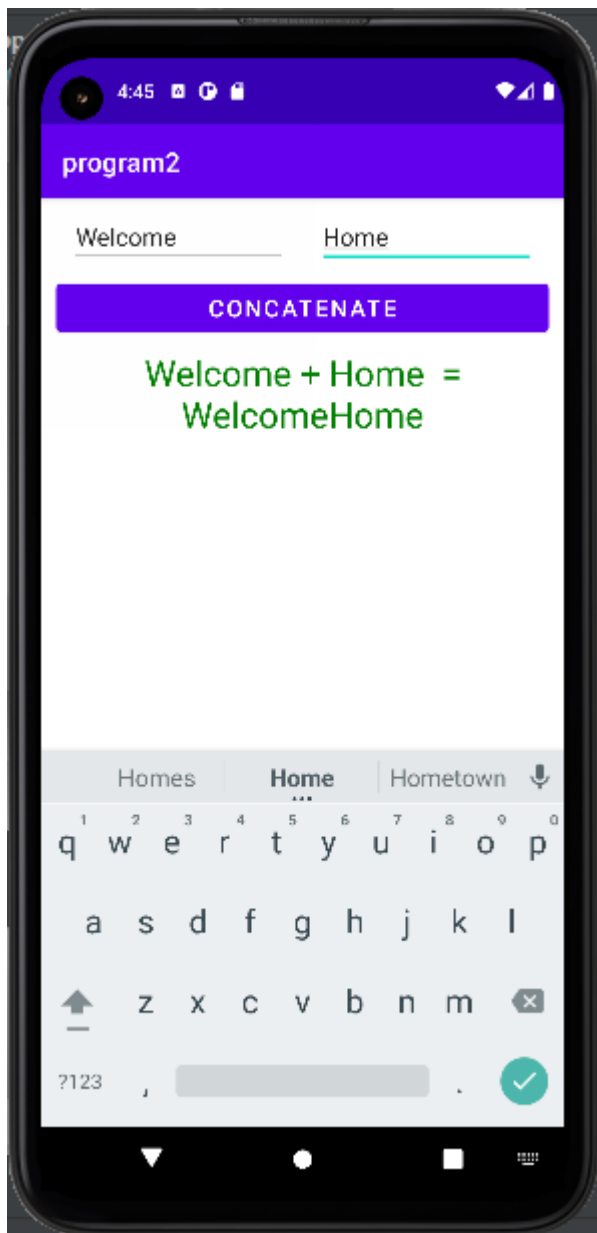 pp
4:45
program2
Welcome Home
CONCATENATE
Welcome + Home =
WelcomeHome
Homes Home Hometown
1 2 3 4 5 6 7 8 9 0
q w e r t y u i o p
a s d f g h j k l
z x c v b n m
?123 , .